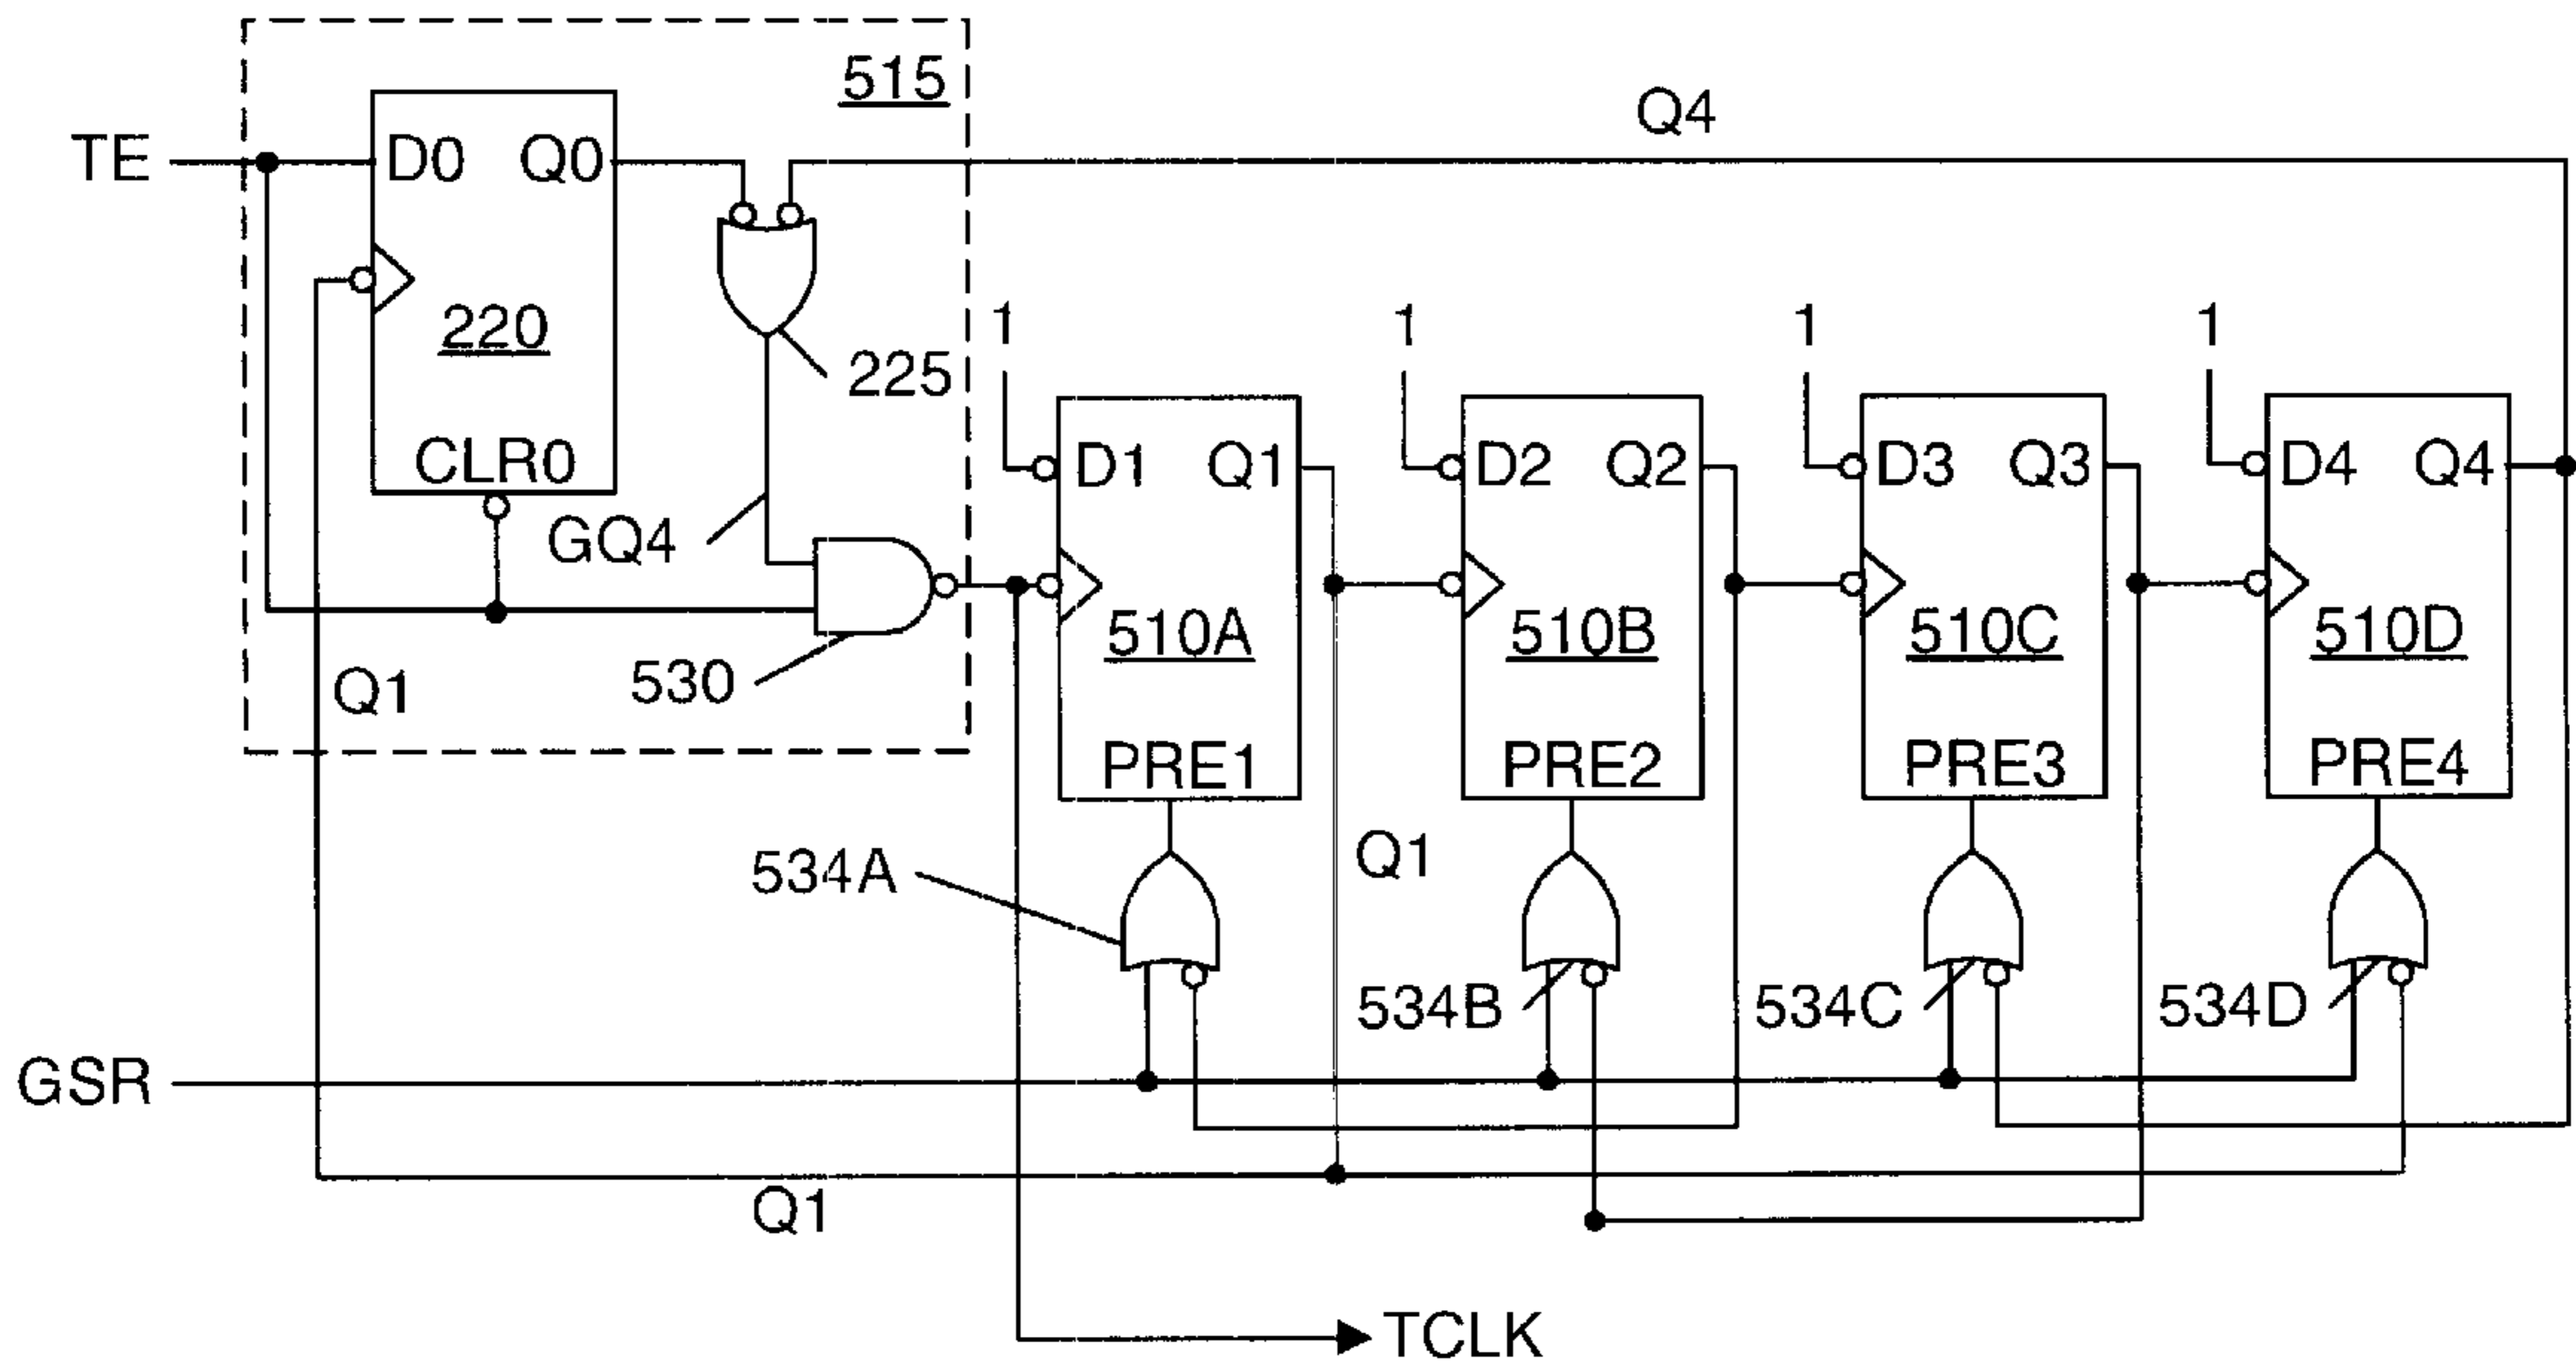 515
Q4
TE
D0
Q0
220
225
CLR0
GQ4
1
1
1
1
D1
Q1
D2
Q2
D3
Q3
D4
Q4
510A
510B
510C
510D
530
Q1
PRE1
PRE2
PRE3
PRE4
534A
Q1
534B
534C
534D
GSR
Q1
TCLK